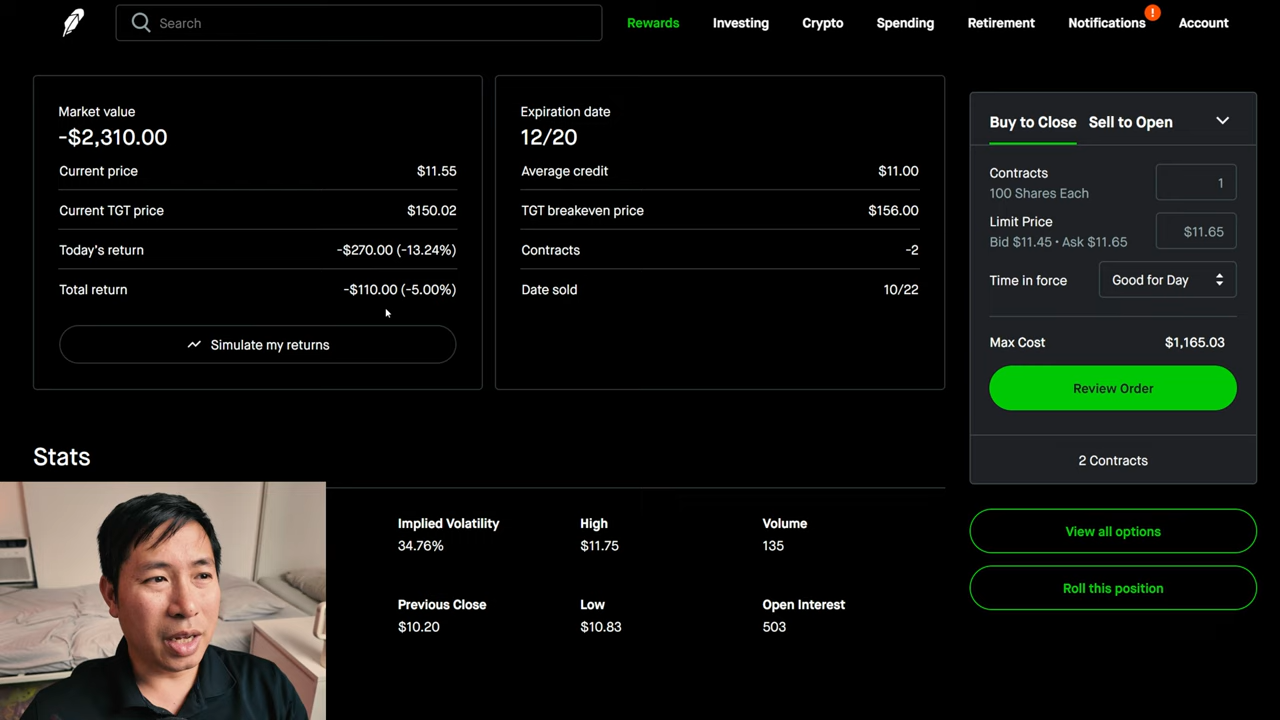 Search
Rewards
Investing
Crypto
Spending
Retirement
Notifications
!
Account
Market value
-$2,310.00
Current price $11.55
Current TGT price $150.02
Today's return -$270.00 (-13.24%)
Total return -$110.00 (-5.00%)
Simulate my returns
Expiration date
12/20
Average credit $11.00
TGT breakeven price $156.00
Contracts -2
Date sold 10/22
Buy to Close Sell to Open
Contracts
100 Shares Each
1
Limit Price
Bid $11.45 • Ask $11.65
$11.65
Time in force Good for Day
Max Cost $1,165.03
Review Order
2 Contracts
View all options
Roll this position
Stats
Implied Volatility High Volume
34.76% $11.75 135
Previous Close Low Open Interest
$10.20 $10.83 503